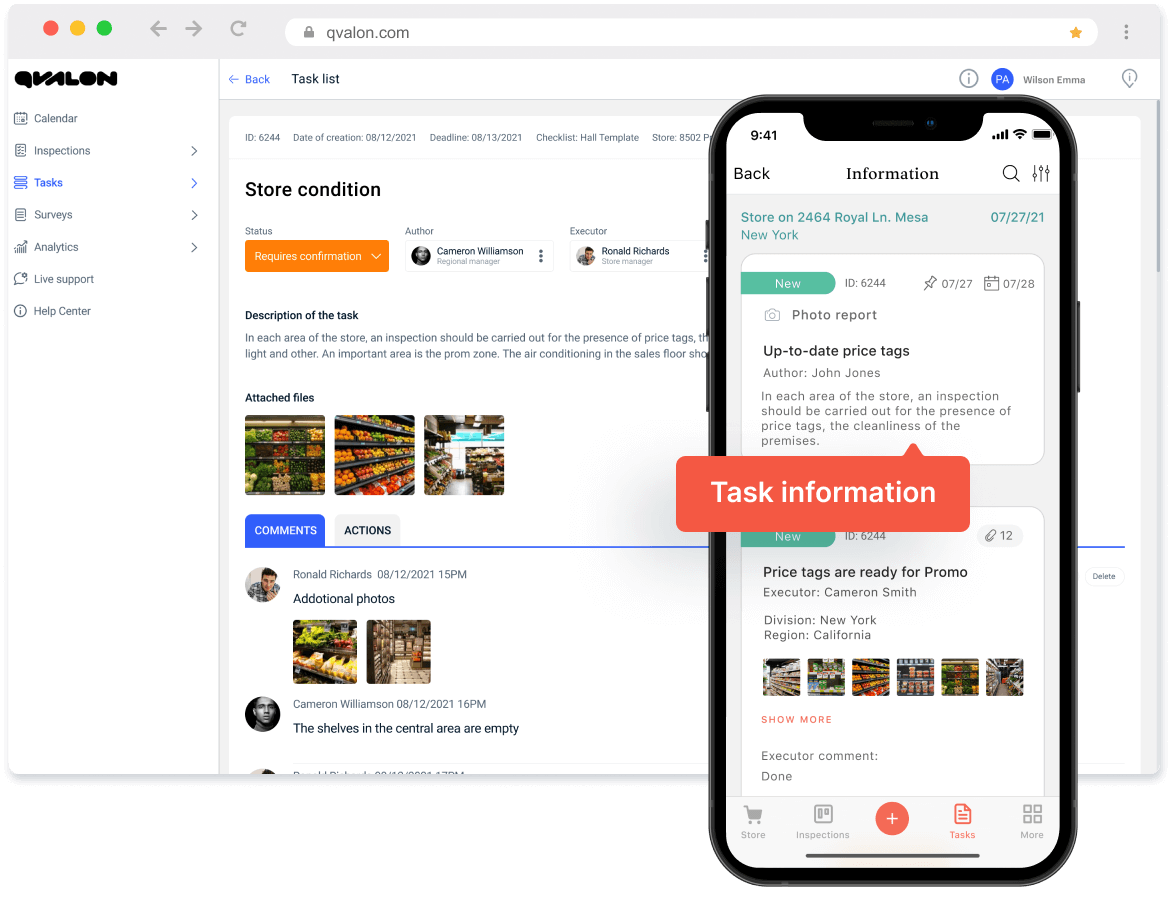 qvalon.com
QVALON
Back
Task list
PA
Wilson Emma
Calendar
Inspections
Tasks
Surveys
Analytics
Live support
Help Center
ID: 6244 Date of creation: 08/12/2021 Deadline: 08/13/2021 Checklist: Hall Template Store: 8502
Store condition
Status
Author
Executor
Requires confirmation
Cameron Williamson
Regional manager
Ronald Richards
Store manager
Description of the task
In each area of the store, an inspection should be carried out for the presence of price tags,
light and other. An important area is the prom zone. The air conditioning in the sales floor
Attached files
COMMENTS
ACTIONS
Ronald Richards 08/12/2021 15PM
Addotional photos
Delete
Cameron Williamson 08/12/2021 16PM
The shelves in the central area are empty
9:41
Back
Information
Store on 2464 Royal Ln. Mesa
New York
07/27/21
New
ID: 6244
07/27
07/28
Photo report
Up-to-date price tags
Author: John Jones
In each area of the store, an inspection
should be carried out for the presence of
price tags, the cleanliness of the
premises.
Task information
New
ID: 6244
12
Price tags are ready for Promo
Executor: Cameron Smith
Division: New York
Region: California
SHOW MORE
Executor comment:
Done
Store
Inspections
Tasks
More